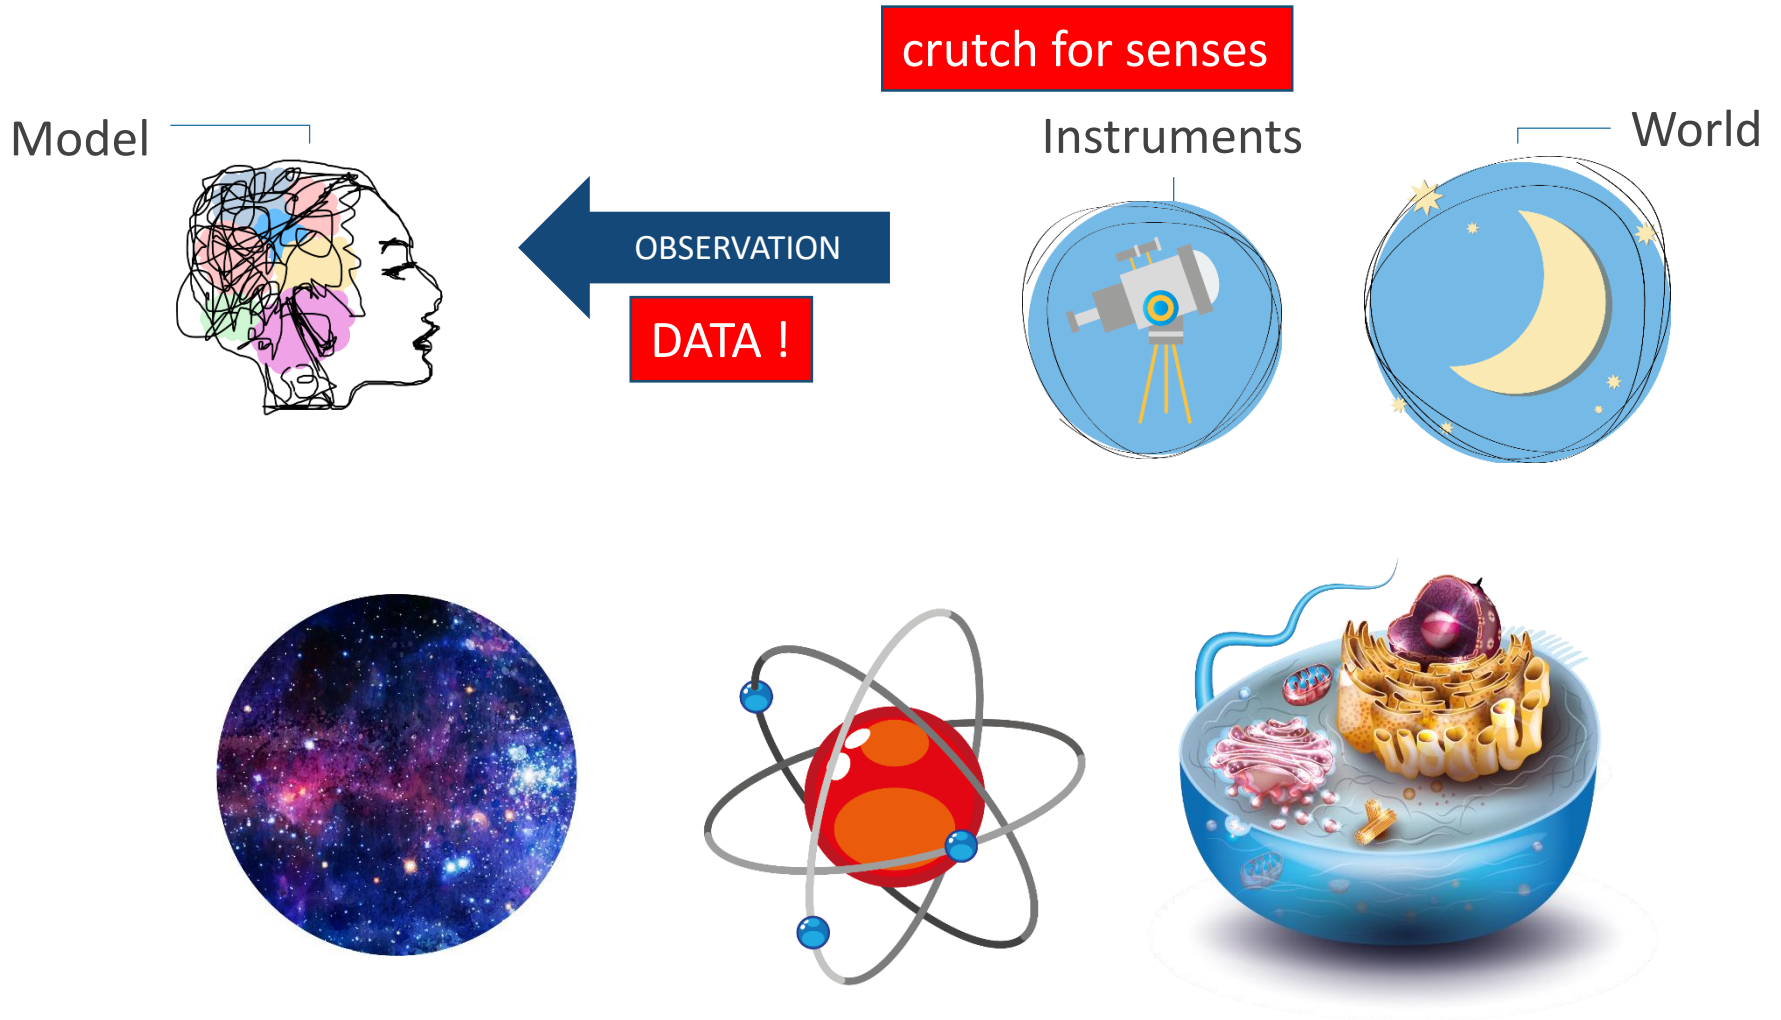 crutch for senses
Model
Instruments
World
OBSERVATION
DATA !